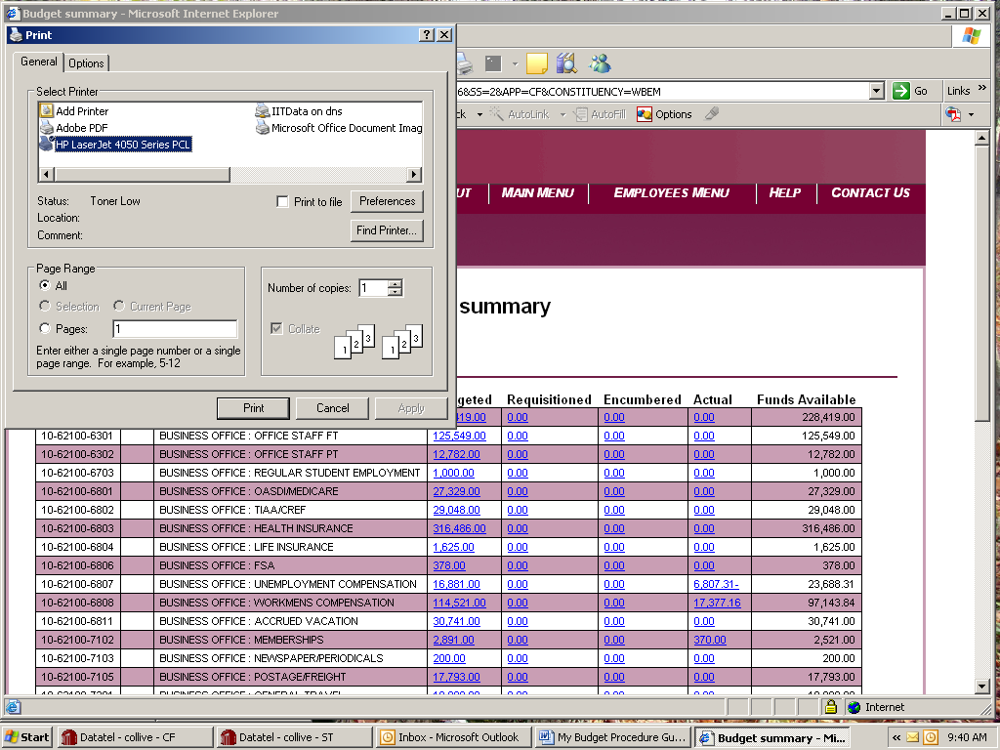 Budget summary - Microsoft Internet Explorer
Print
General Options
Select Printer
Add Printer IITData on dns
Adobe PDF Microsoft Office Document Imag
HP LaserJet 4050 Series PCL
Status: Toner Low Print to file Preferences
Location:
Comment: Find Printer...
Page Range
All
Selection Current Page
Pages: 1
Enter either a single page number or a single
page range. For example, 5-12
Number of copies: 1
Collate
1 2 3 1 2 3
Print Cancel Apply
6&SS=2&APP=CF&CONSTITUENCY=WBEM Go Links »
AutoLink AutoFill Options
MAIN MENU EMPLOYEES MENU HELP CONTACT US
summary
geted Requisitioned Encumbered Actual Funds Available
419.00 0.00 0.00 0.00 228,419.00
10-62100-6301 BUSINESS OFFICE : OFFICE STAFF FT 125,549.00 0.00 0.00 0.00 125,549.00
10-62100-6302 BUSINESS OFFICE : OFFICE STAFF PT 12,782.00 0.00 0.00 0.00 12,782.00
10-62100-6703 BUSINESS OFFICE : REGULAR STUDENT EMPLOYMENT 1,000.00 0.00 0.00 0.00 1,000.00
10-62100-6801 BUSINESS OFFICE : OASDI/MEDICARE 27,329.00 0.00 0.00 0.00 27,329.00
10-62100-6802 BUSINESS OFFICE : TIAA/CREF 29,048.00 0.00 0.00 0.00 29,048.00
10-62100-6803 BUSINESS OFFICE : HEALTH INSURANCE 316,486.00 0.00 0.00 0.00 316,486.00
10-62100-6804 BUSINESS OFFICE : LIFE INSURANCE 1,625.00 0.00 0.00 0.00 1,625.00
10-62100-6806 BUSINESS OFFICE : FSA 378.00 0.00 0.00 0.00 378.00
10-62100-6807 BUSINESS OFFICE : UNEMPLOYMENT COMPENSATION 16,881.00 0.00 0.00 6,807.31- 23,688.31
10-62100-6808 BUSINESS OFFICE : WORKMENS COMPENSATION 114,521.00 0.00 0.00 17,377.16 97,143.84
10-62100-6811 BUSINESS OFFICE : ACCRUED VACATION 30,741.00 0.00 0.00 0.00 30,741.00
10-62100-7102 BUSINESS OFFICE : MEMBERSHIPS 2,891.00 0.00 0.00 370.00 2,521.00
10-62100-7103 BUSINESS OFFICE : NEWSPAPER/PERIODICALS 200.00 0.00 0.00 0.00 200.00
10-62100-7105 BUSINESS OFFICE : POSTAGE/FREIGHT 17,793.00 0.00 0.00 0.00 17,793.00
BUSINESS OFFICE : GENERAL TRAVEL
Internet
Start Datatel - collive - CF Datatel - collive - ST Inbox - Microsoft Outlook My Budget Procedure Gu... Budget summary - Mi... « 9:40 AM